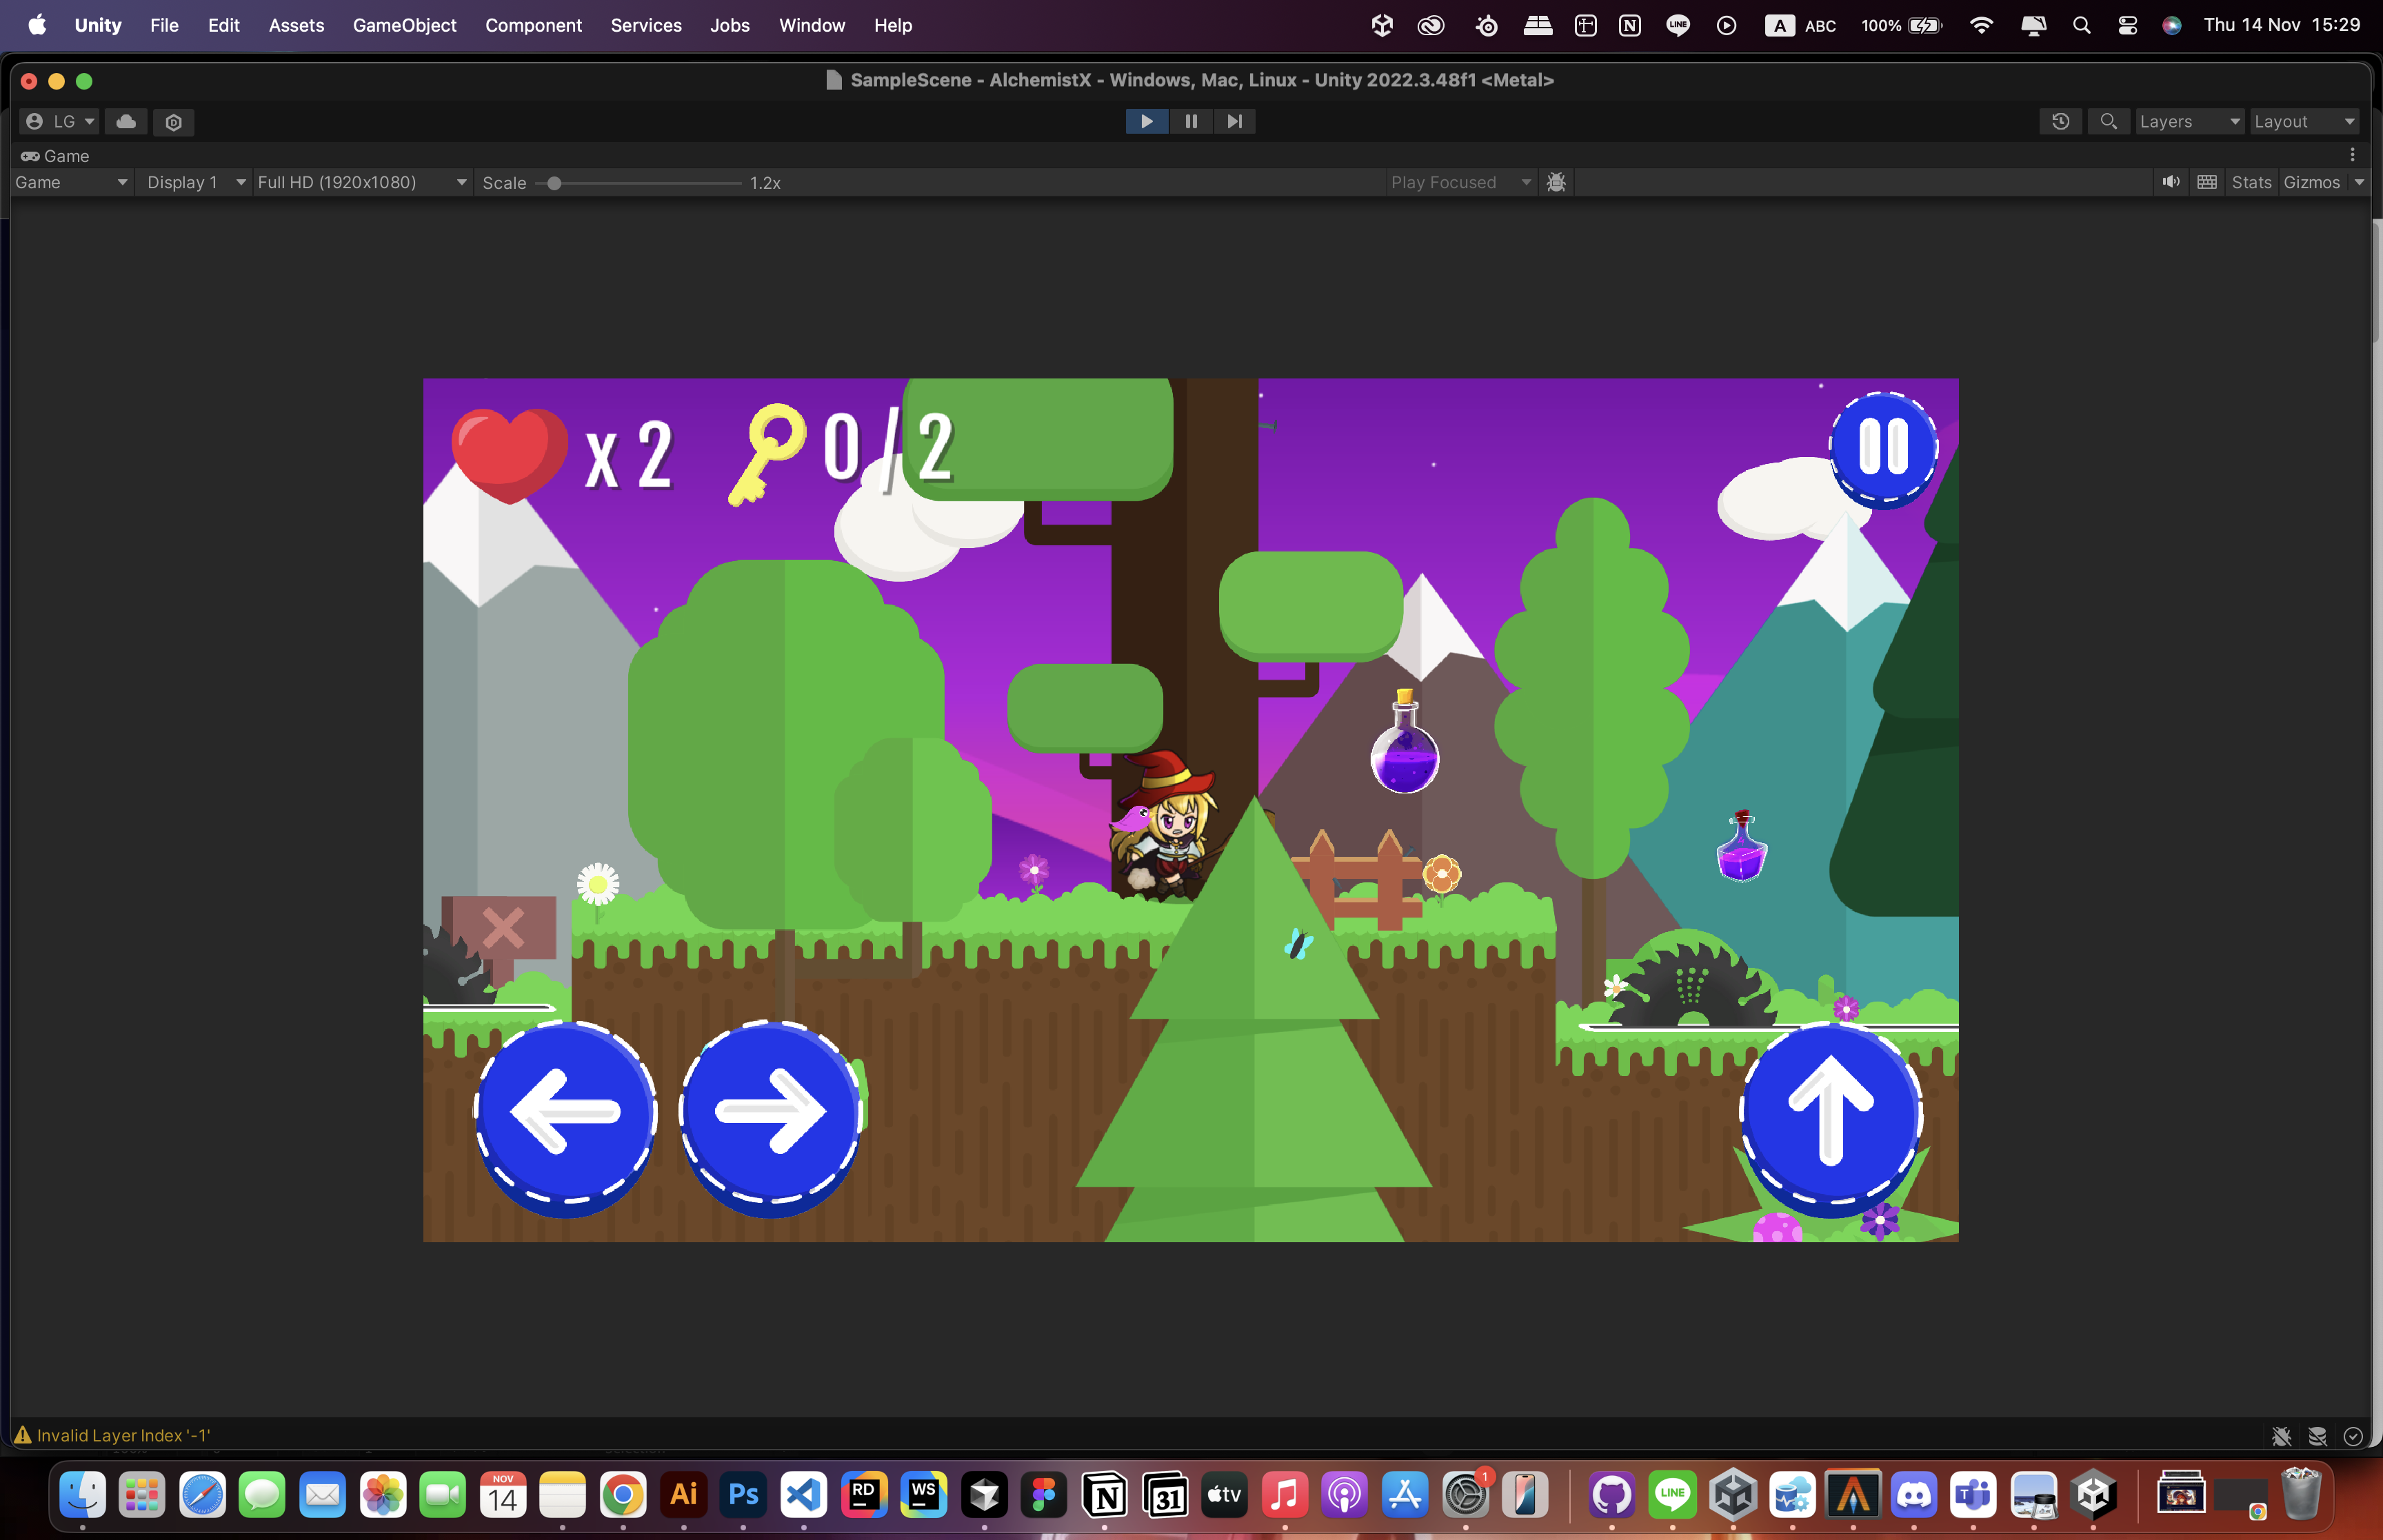 Unity File Edit Assets GameObject Component Services Jobs Window Help
N LINE A ABC 100% Thu 14 Nov 15:29
SampleScene - AlchemistX - Windows, Mac, Linux - Unity 2022.3.48f1 <Metal>
LG Layers Layout
Game
Game Display 1 Full HD (1920x1080) Scale 1.2x Play Focused Stats Gizmos
x 2 0 / 2
Invalid Layer Index '-1'
NOV 14 Ai Ps RD WS N 31 tv 1 LINE T